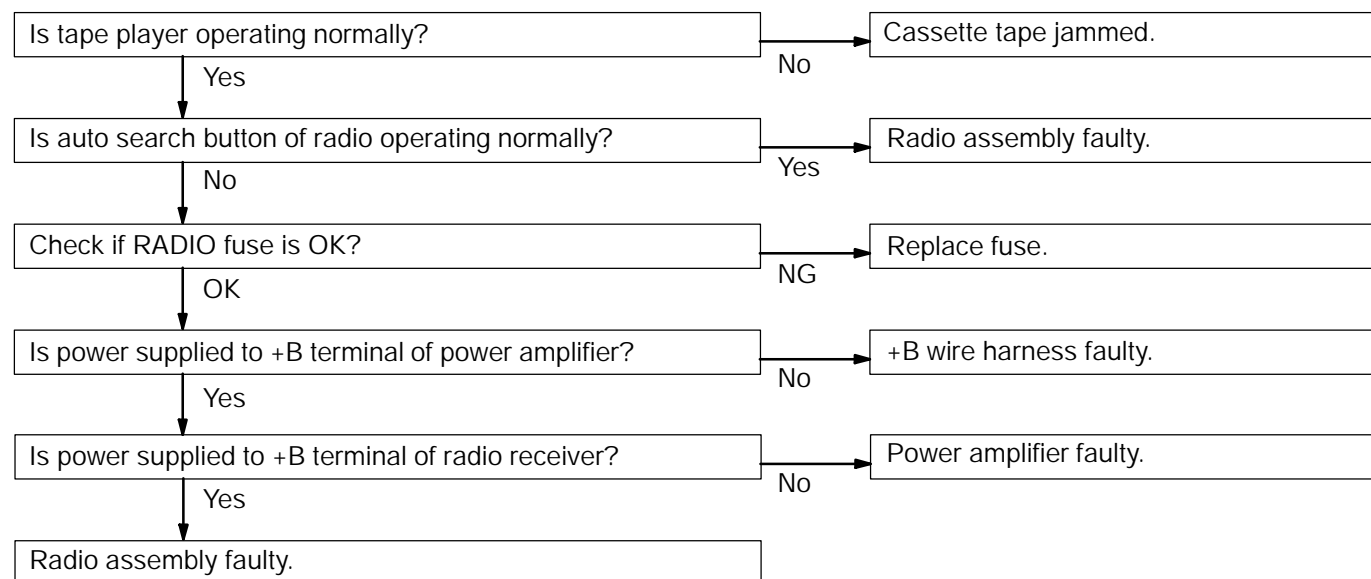 Is tape player operating normally?
Cassette tape jammed.
No
Yes
Is auto search button of radio operating normally?
Radio assembly faulty.
Yes
No
Check if RADIO fuse is OK?
Replace fuse.
NG
OK
Is power supplied to +B terminal of power amplifier?
+B wire harness faulty.
No
Yes
Is power supplied to +B terminal of radio receiver?
Power amplifier faulty.
No
Yes
Radio assembly faulty.